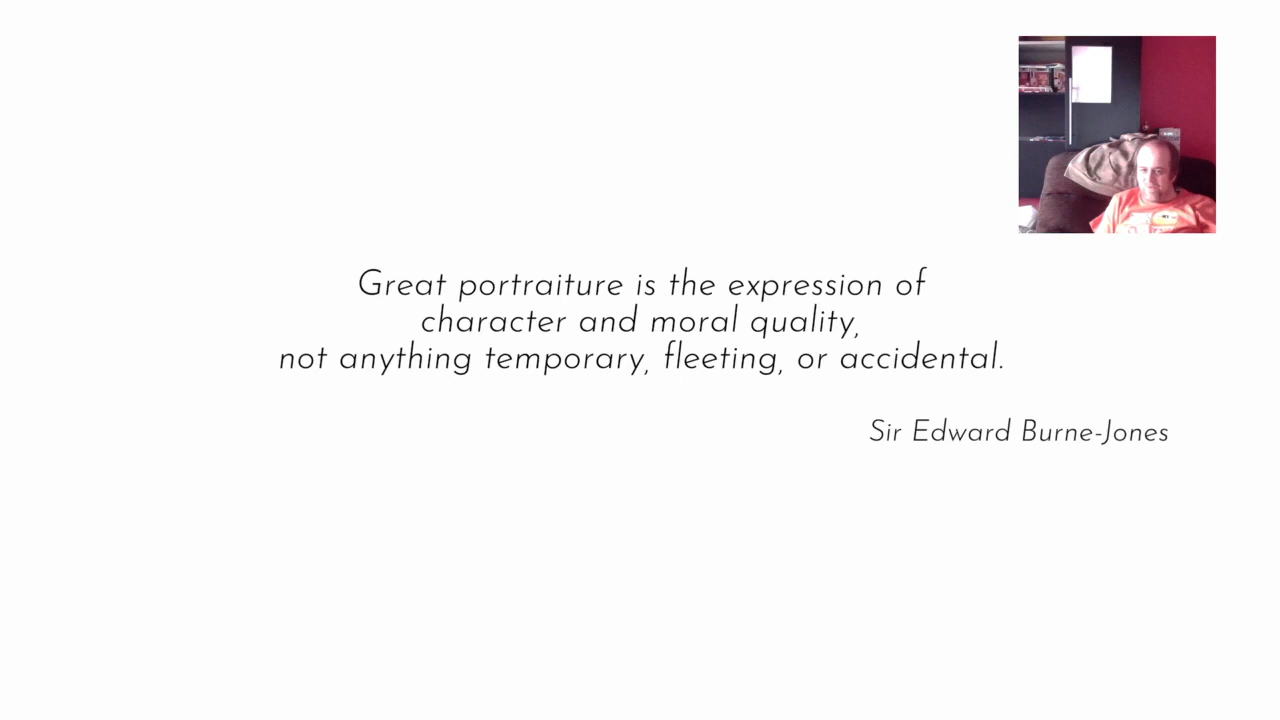 Great portraiture is the expression of
character and moral quality,
not anything temporary, fleeting, or accidental.
Sir Edward Burne-Jones